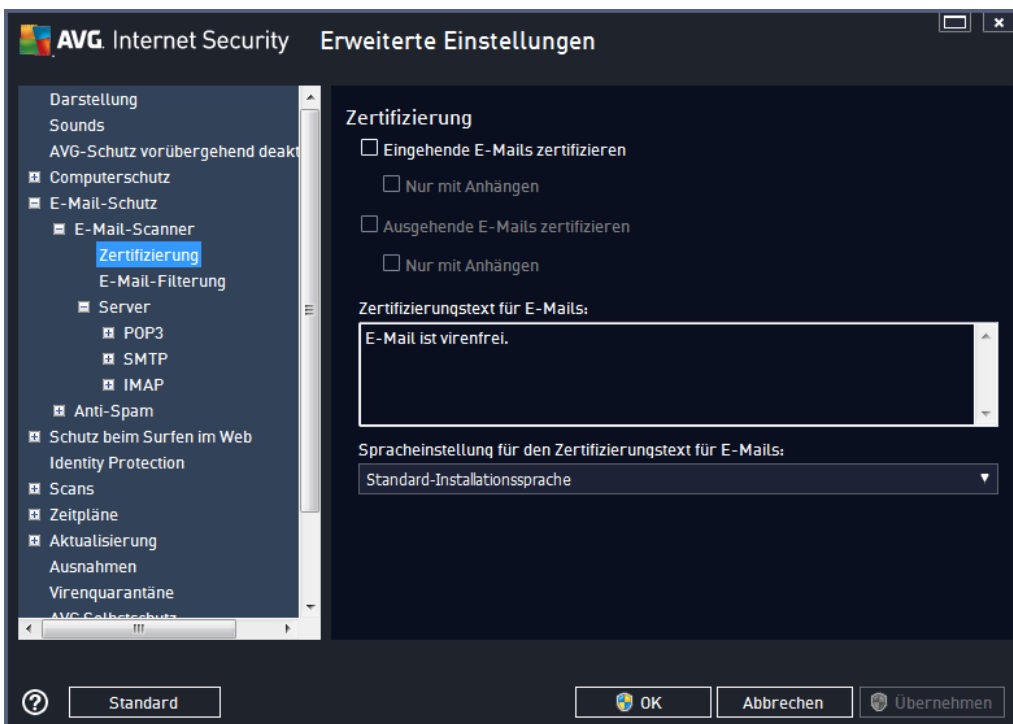 AVG. Internet Security Erweiterte Einstellungen
Darstellung
Sounds
AVG-Schutz vorübergehend deakt
Computerschutz
E-Mail-Schutz
E-Mail-Scanner
Zertifizierung
E-Mail-Filterung
Server
POP3
SMTP
IMAP
Anti-Spam
Schutz beim Surfen im Web
Identity Protection
Scans
Zeitpläne
Aktualisierung
Ausnahmen
Virenquarantäne
AVG Selbstschutz
Zertifizierung
Eingehende E-Mails zertifizieren
Nur mit Anhängen
Ausgehende E-Mails zertifizieren
Nur mit Anhängen
Zertifizierungstext für E-Mails:
E-Mail ist virenfrei.
Spracheinstellung für den Zertifizierungstext für E-Mails:
Standard-Installationssprache
Standard
OK
Abbrechen
Übernehmen